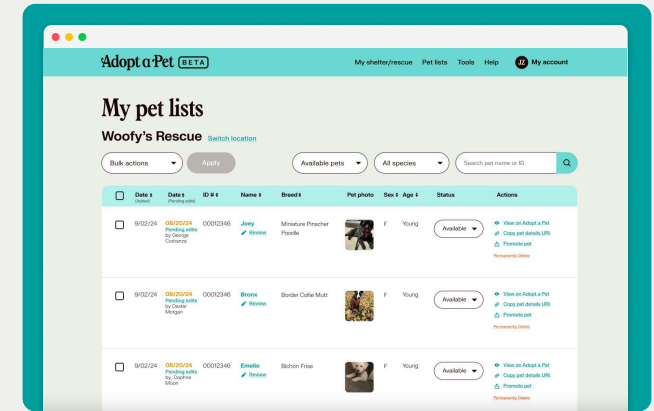 Adopt a Pet BETA
My shelter/rescue Pet lists Tools Help JZ My account
My pet lists
Woofy's Rescue Switch location
Bulk actions Apply Available pets All species Search pet name or ID
Date Date ID # Name Breed Pet photo Sex Age Status Actions
(Added) (Pending edits)
9/02/24 08/20/24 00012346 Joey Miniature Pinscher F Young Available View on Adopt a Pet
Pending edits Review Poodle Copy pet details URL
by George
Costanza Promote pet
Permanently Delete
9/02/24 08/20/24 00012346 Bronx Border Collie Mutt F Young Available View on Adopt a Pet
Pending edits Review Copy pet details URL
by Dexter
Morgan Promote pet
Permanently Delete
9/02/24 08/20/24 00012346 Emelio Bichon Frise F Young Available View on Adopt a Pet
Pending edits Review Copy pet details URL
by Daphne
Moon Promote pet
Permanently Delete